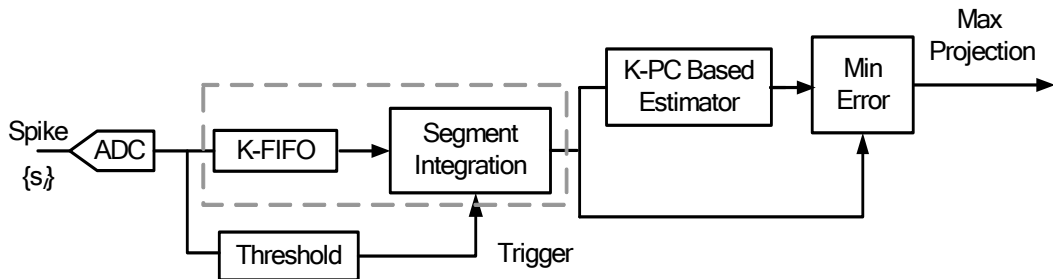 Spike
{si}
ADC
K-FIFO
Segment
Integration
Threshold
Trigger
K-PC Based
Estimator
Min
Error
Max
Projection